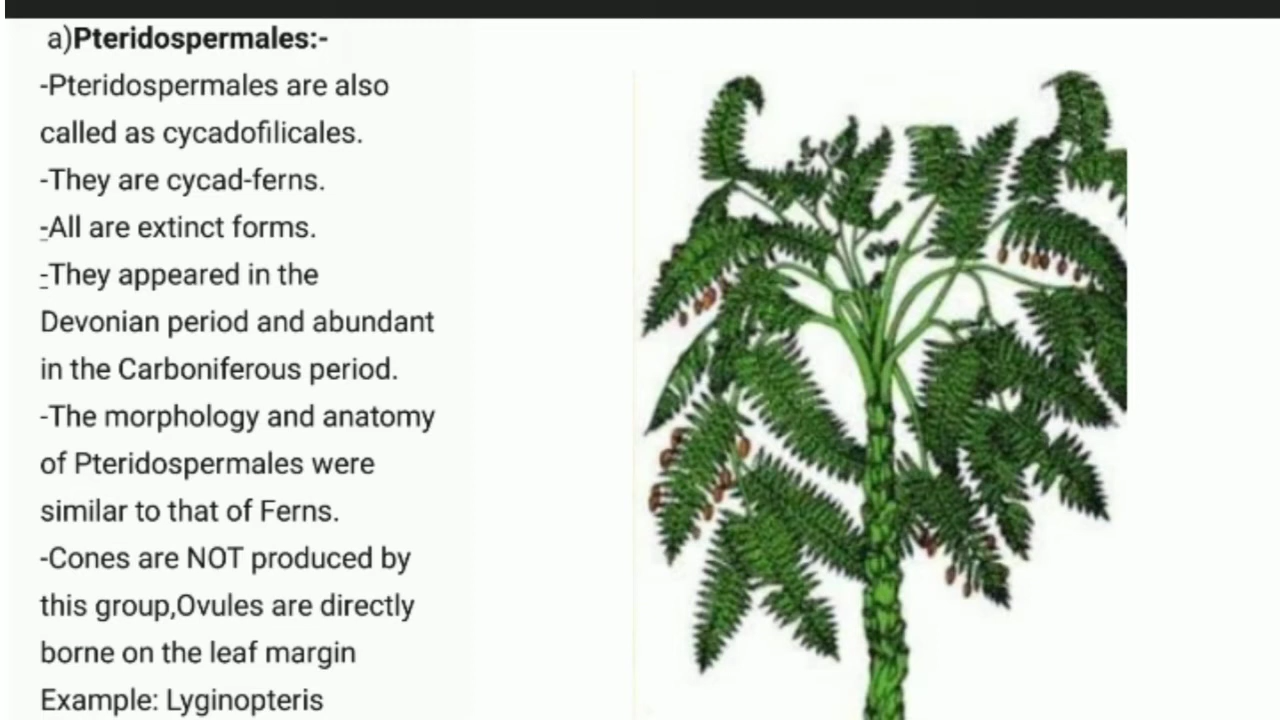 a)Pteridospermales:-
-Pteridospermales are also
called as cycadofilicales.
-They are cycad-ferns.
-All are extinct forms.
-They appeared in the
Devonian period and abundant
in the Carboniferous period.
-The morphology and anatomy
of Pteridospermales were
similar to that of Ferns.
-Cones are NOT produced by
this group,Ovules are directly
borne on the leaf margin
Example: Lyginopteris